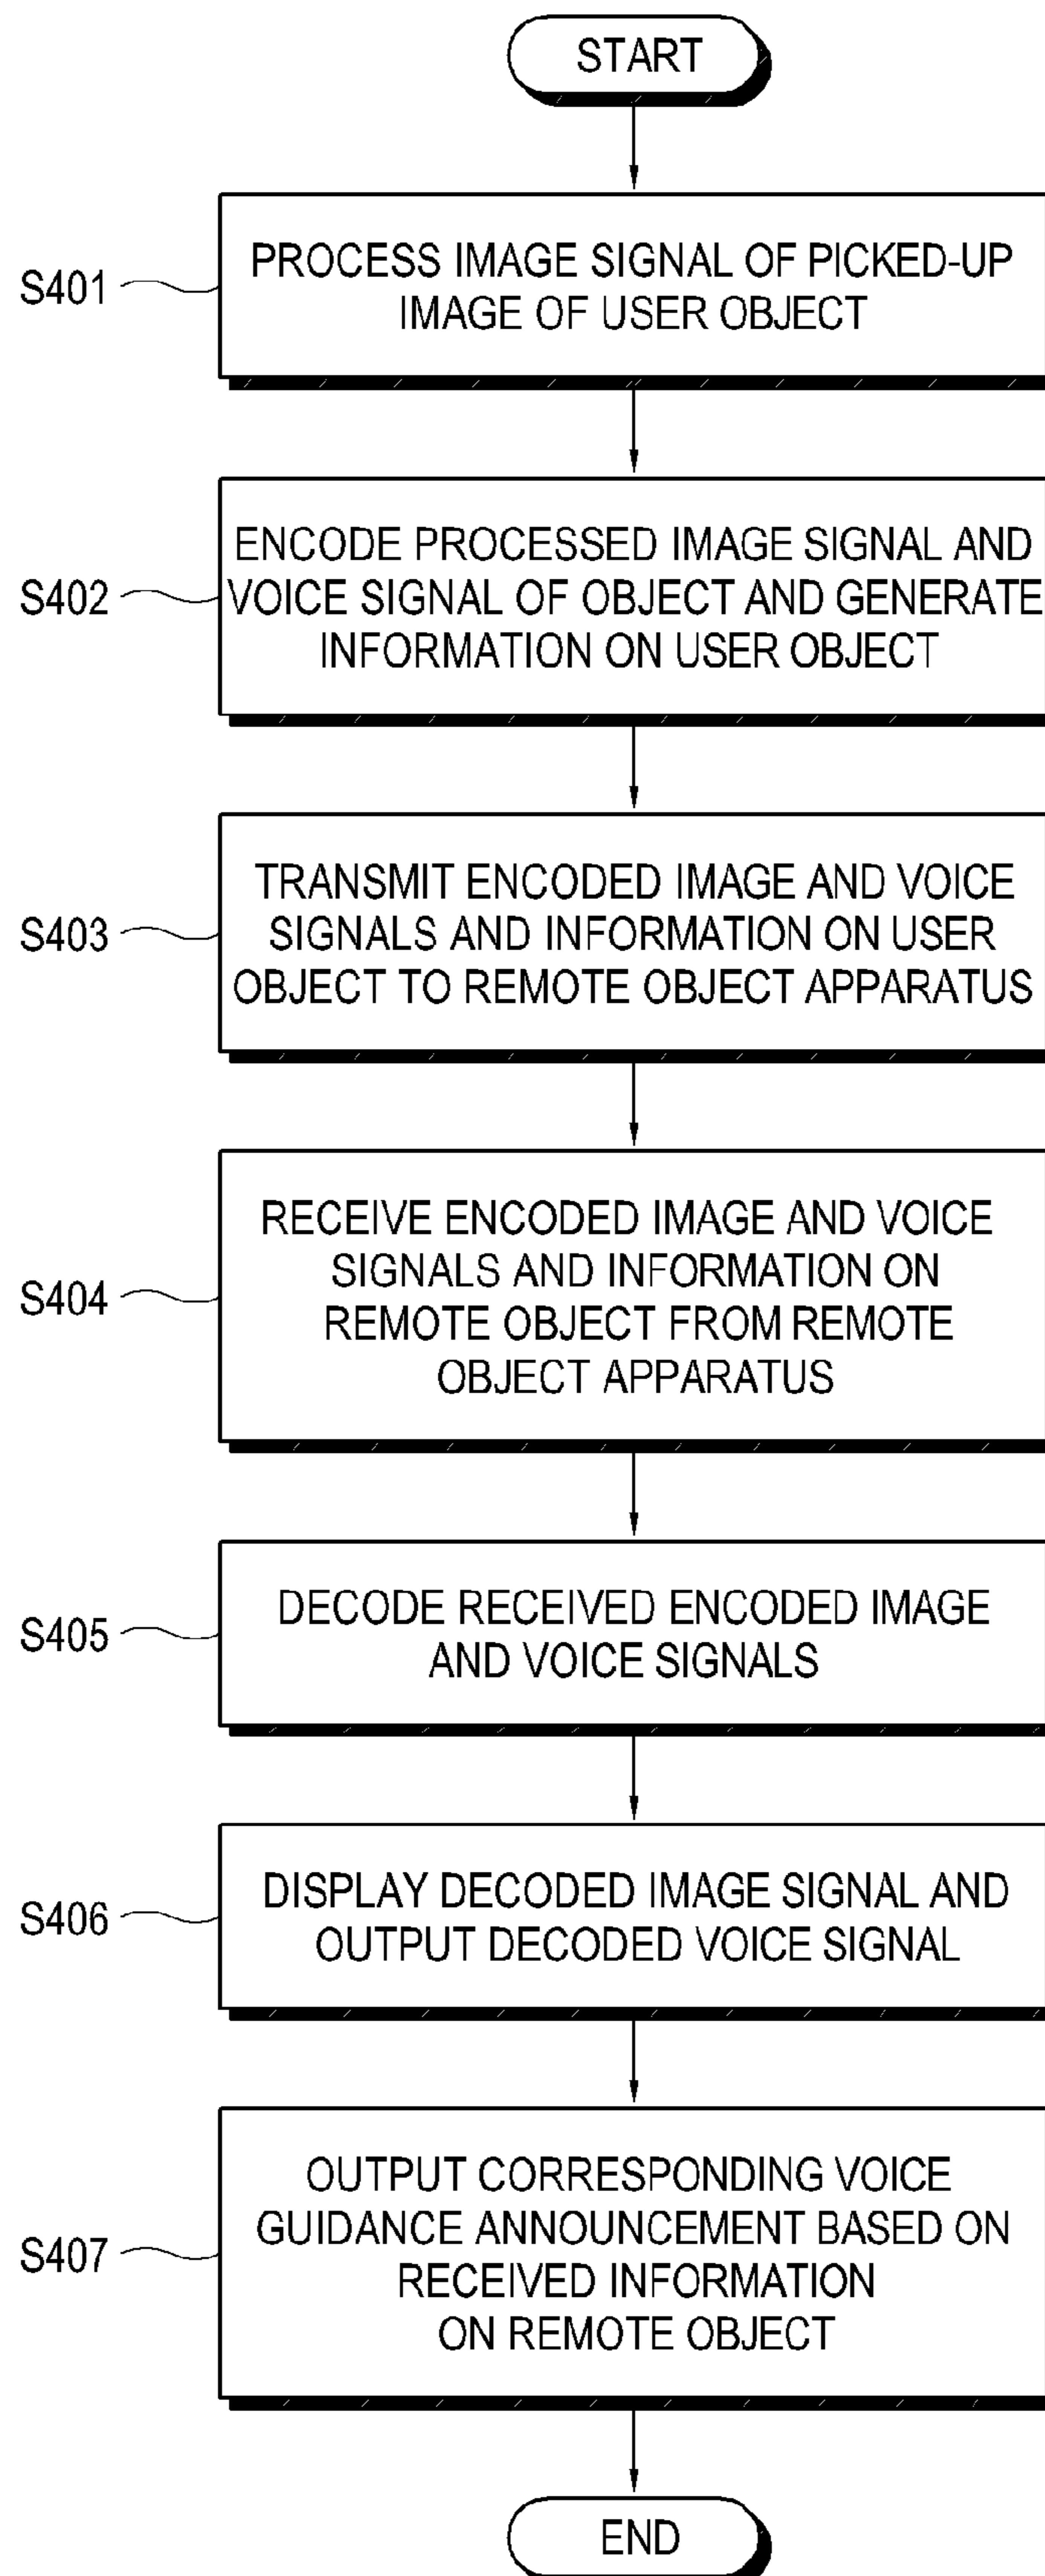 START
S401
PROCESS IMAGE SIGNAL OF PICKED-UP
IMAGE OF USER OBJECT
S402
ENCODE PROCESSED IMAGE SIGNAL AND
VOICE SIGNAL OF OBJECT AND GENERATE
INFORMATION ON USER OBJECT
S403
TRANSMIT ENCODED IMAGE AND VOICE
SIGNALS AND INFORMATION ON USER
OBJECT TO REMOTE OBJECT APPARATUS
S404
RECEIVE ENCODED IMAGE AND VOICE
SIGNALS AND INFORMATION ON
REMOTE OBJECT FROM REMOTE
OBJECT APPARATUS
S405
DECODE RECEIVED ENCODED IMAGE
AND VOICE SIGNALS
S406
DISPLAY DECODED IMAGE SIGNAL AND
OUTPUT DECODED VOICE SIGNAL
S407
OUTPUT CORRESPONDING VOICE
GUIDANCE ANNOUNCEMENT BASED ON
RECEIVED INFORMATION
ON REMOTE OBJECT
END